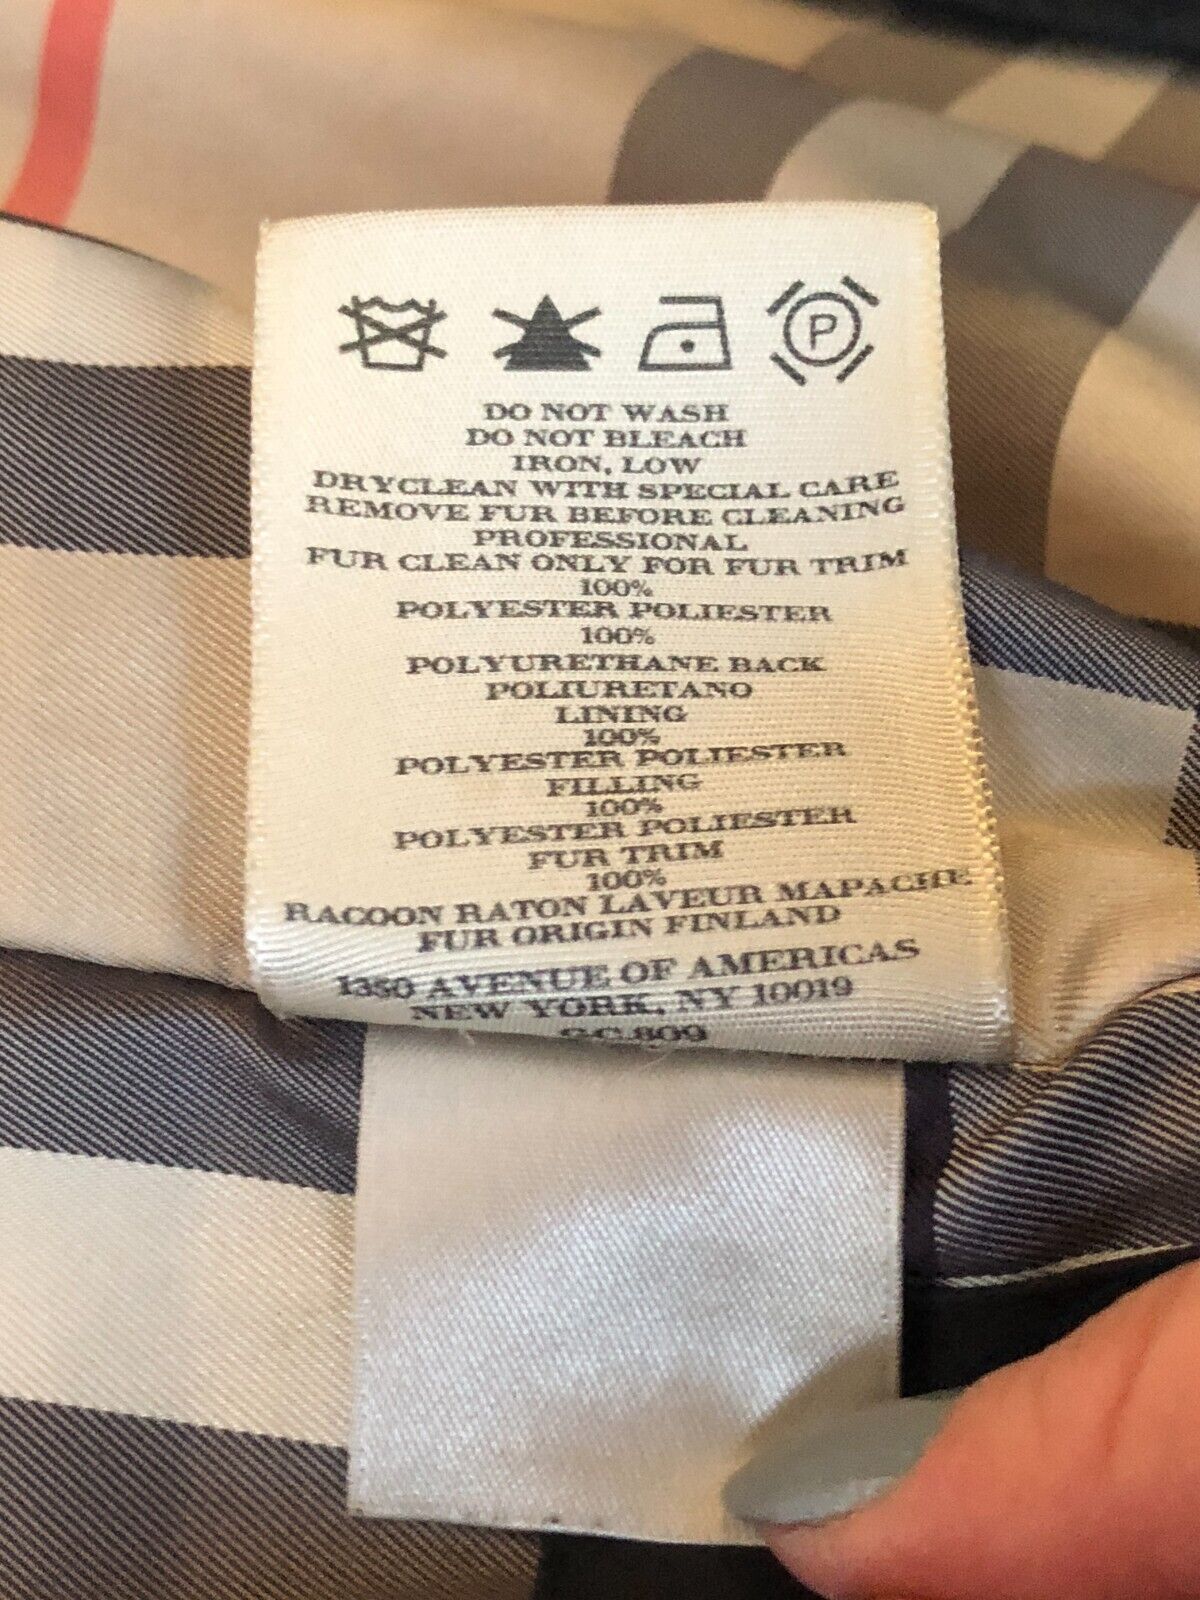 P
DO NOT WASH
DO NOT BLEACH
IRON, LOW
DRYCLEAN WITH SPECIAL CARE
REMOVE FUR BEFORE CLEANING
PROFESSIONAL
FUR CLEAN ONLY FOR FUR TRIM
100%
POLYESTER POLIESTER
100%
POLYURETHANE BACK
POLIURETANO
LINING
100%
POLYESTER POLIESTER
FILLING
100%
POLYESTER POLIESTER
FUR TRIM
100%
RACOON RATON LAVEUR MAPACHE
FUR ORIGIN FINLAND
1350 AVENUE OF AMERICAS
NEW YORK, NY 10019